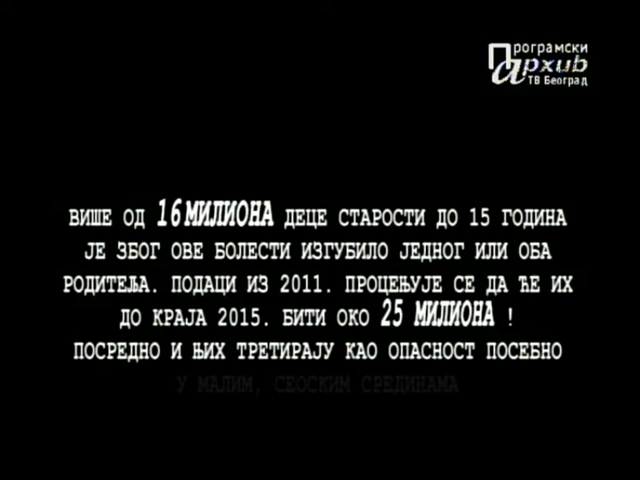 Програмски
Архив
ТВ Београд
ВИШЕ ОД 16 МИЛИОНА ДЕЦЕ СТАРОСТИ ДО 15 ГОДИНА
ЈЕ ЗБОГ ОВЕ БОЛЕСТИ ИЗГУБИЛО ЈЕДНОГ ИЛИ ОБА
РОДИТЕЉА. ПОДАЦИ ИЗ 2011. ПРОЦЕЊУЈЕ СЕ ДА ЋЕ ИХ
ДО КРАЈА 2015. БИТИ ОКО 25 МИЛИОНА !
ПОСРЕДНО И ЊИХ ТРЕТИРАЈУ КАО ОПАСНОСТ ПОСЕБНО
У МАЛИМ, СЕОСКИМ СРЕДИНАМА